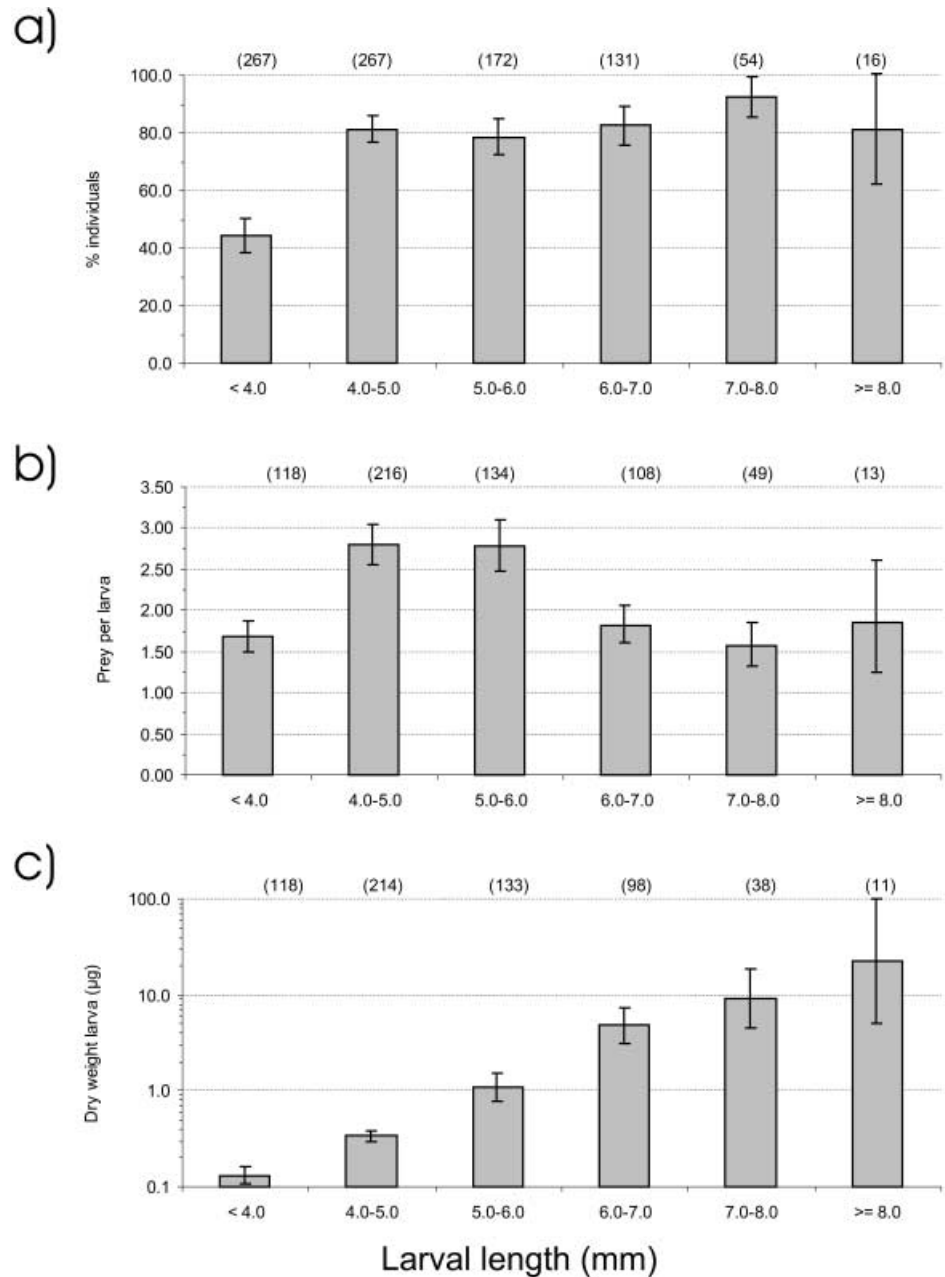 a)
(267) (267) (172) (131) (54) (16)
100.0
80.0
60.0
40.0
20.0
0.0
% individuals
< 4.0 4.0-5.0 5.0-6.0 6.0-7.0 7.0-8.0 >= 8.0
b)
(118) (216) (134) (108) (49) (13)
3.50
3.00
2.50
2.00
1.50
1.00
0.50
0.00
Prey per larva
< 4.0 4.0-5.0 5.0-6.0 6.0-7.0 7.0-8.0 >= 8.0
c)
(118) (214) (133) (98) (38) (11)
100.0
10.0
1.0
0.1
Dry weight larva (µg)
< 4.0 4.0-5.0 5.0-6.0 6.0-7.0 7.0-8.0 >= 8.0
Larval length (mm)